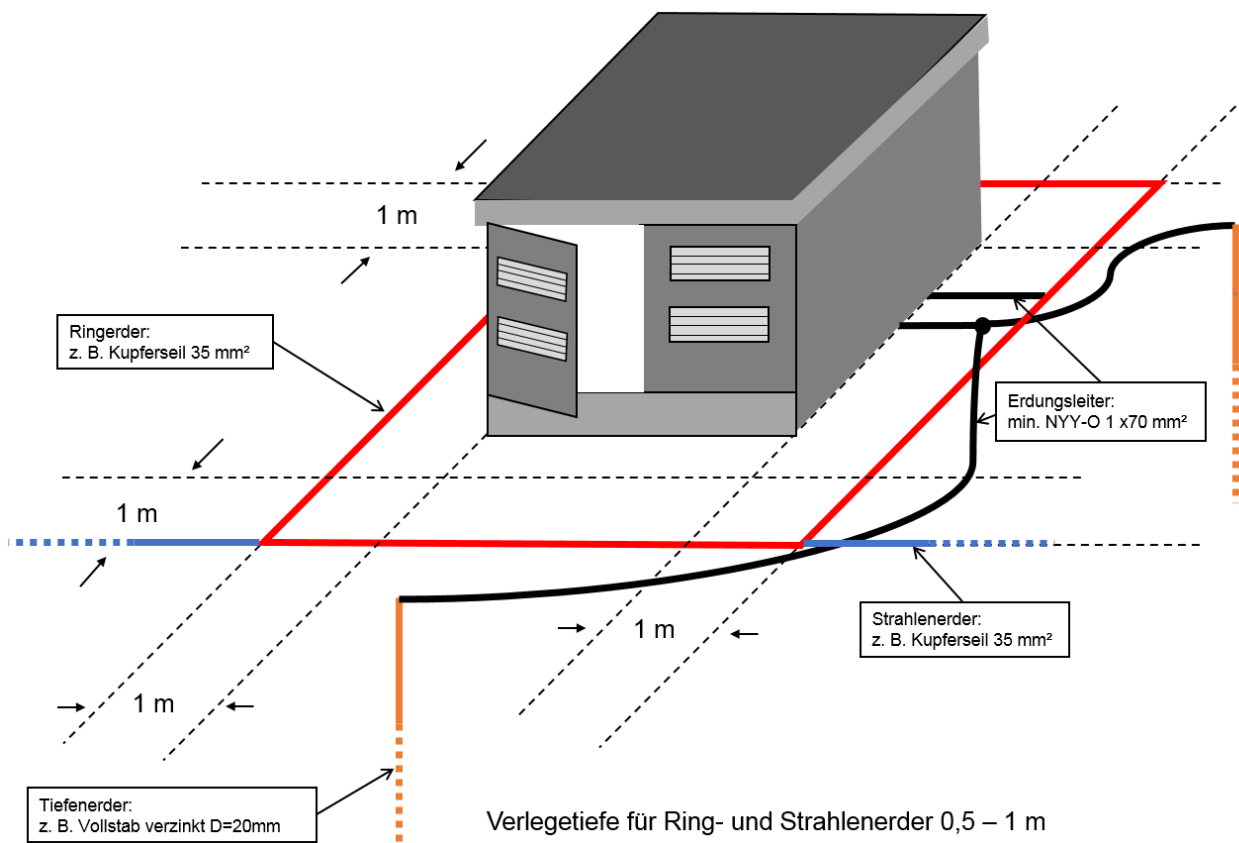 1 m
Ringerder:
z. B. Kupferseil 35 mm²
Erdungsleiter:
min. NYY-O 1 x70 mm²
1 m
Strahlenerder:
z. B. Kupferseil 35 mm²
1 m
1 m
Tiefenerder:
z. B. Vollstab verzinkt D=20mm
Verlegetiefe für Ring- und Strahlenerder 0,5 – 1 m